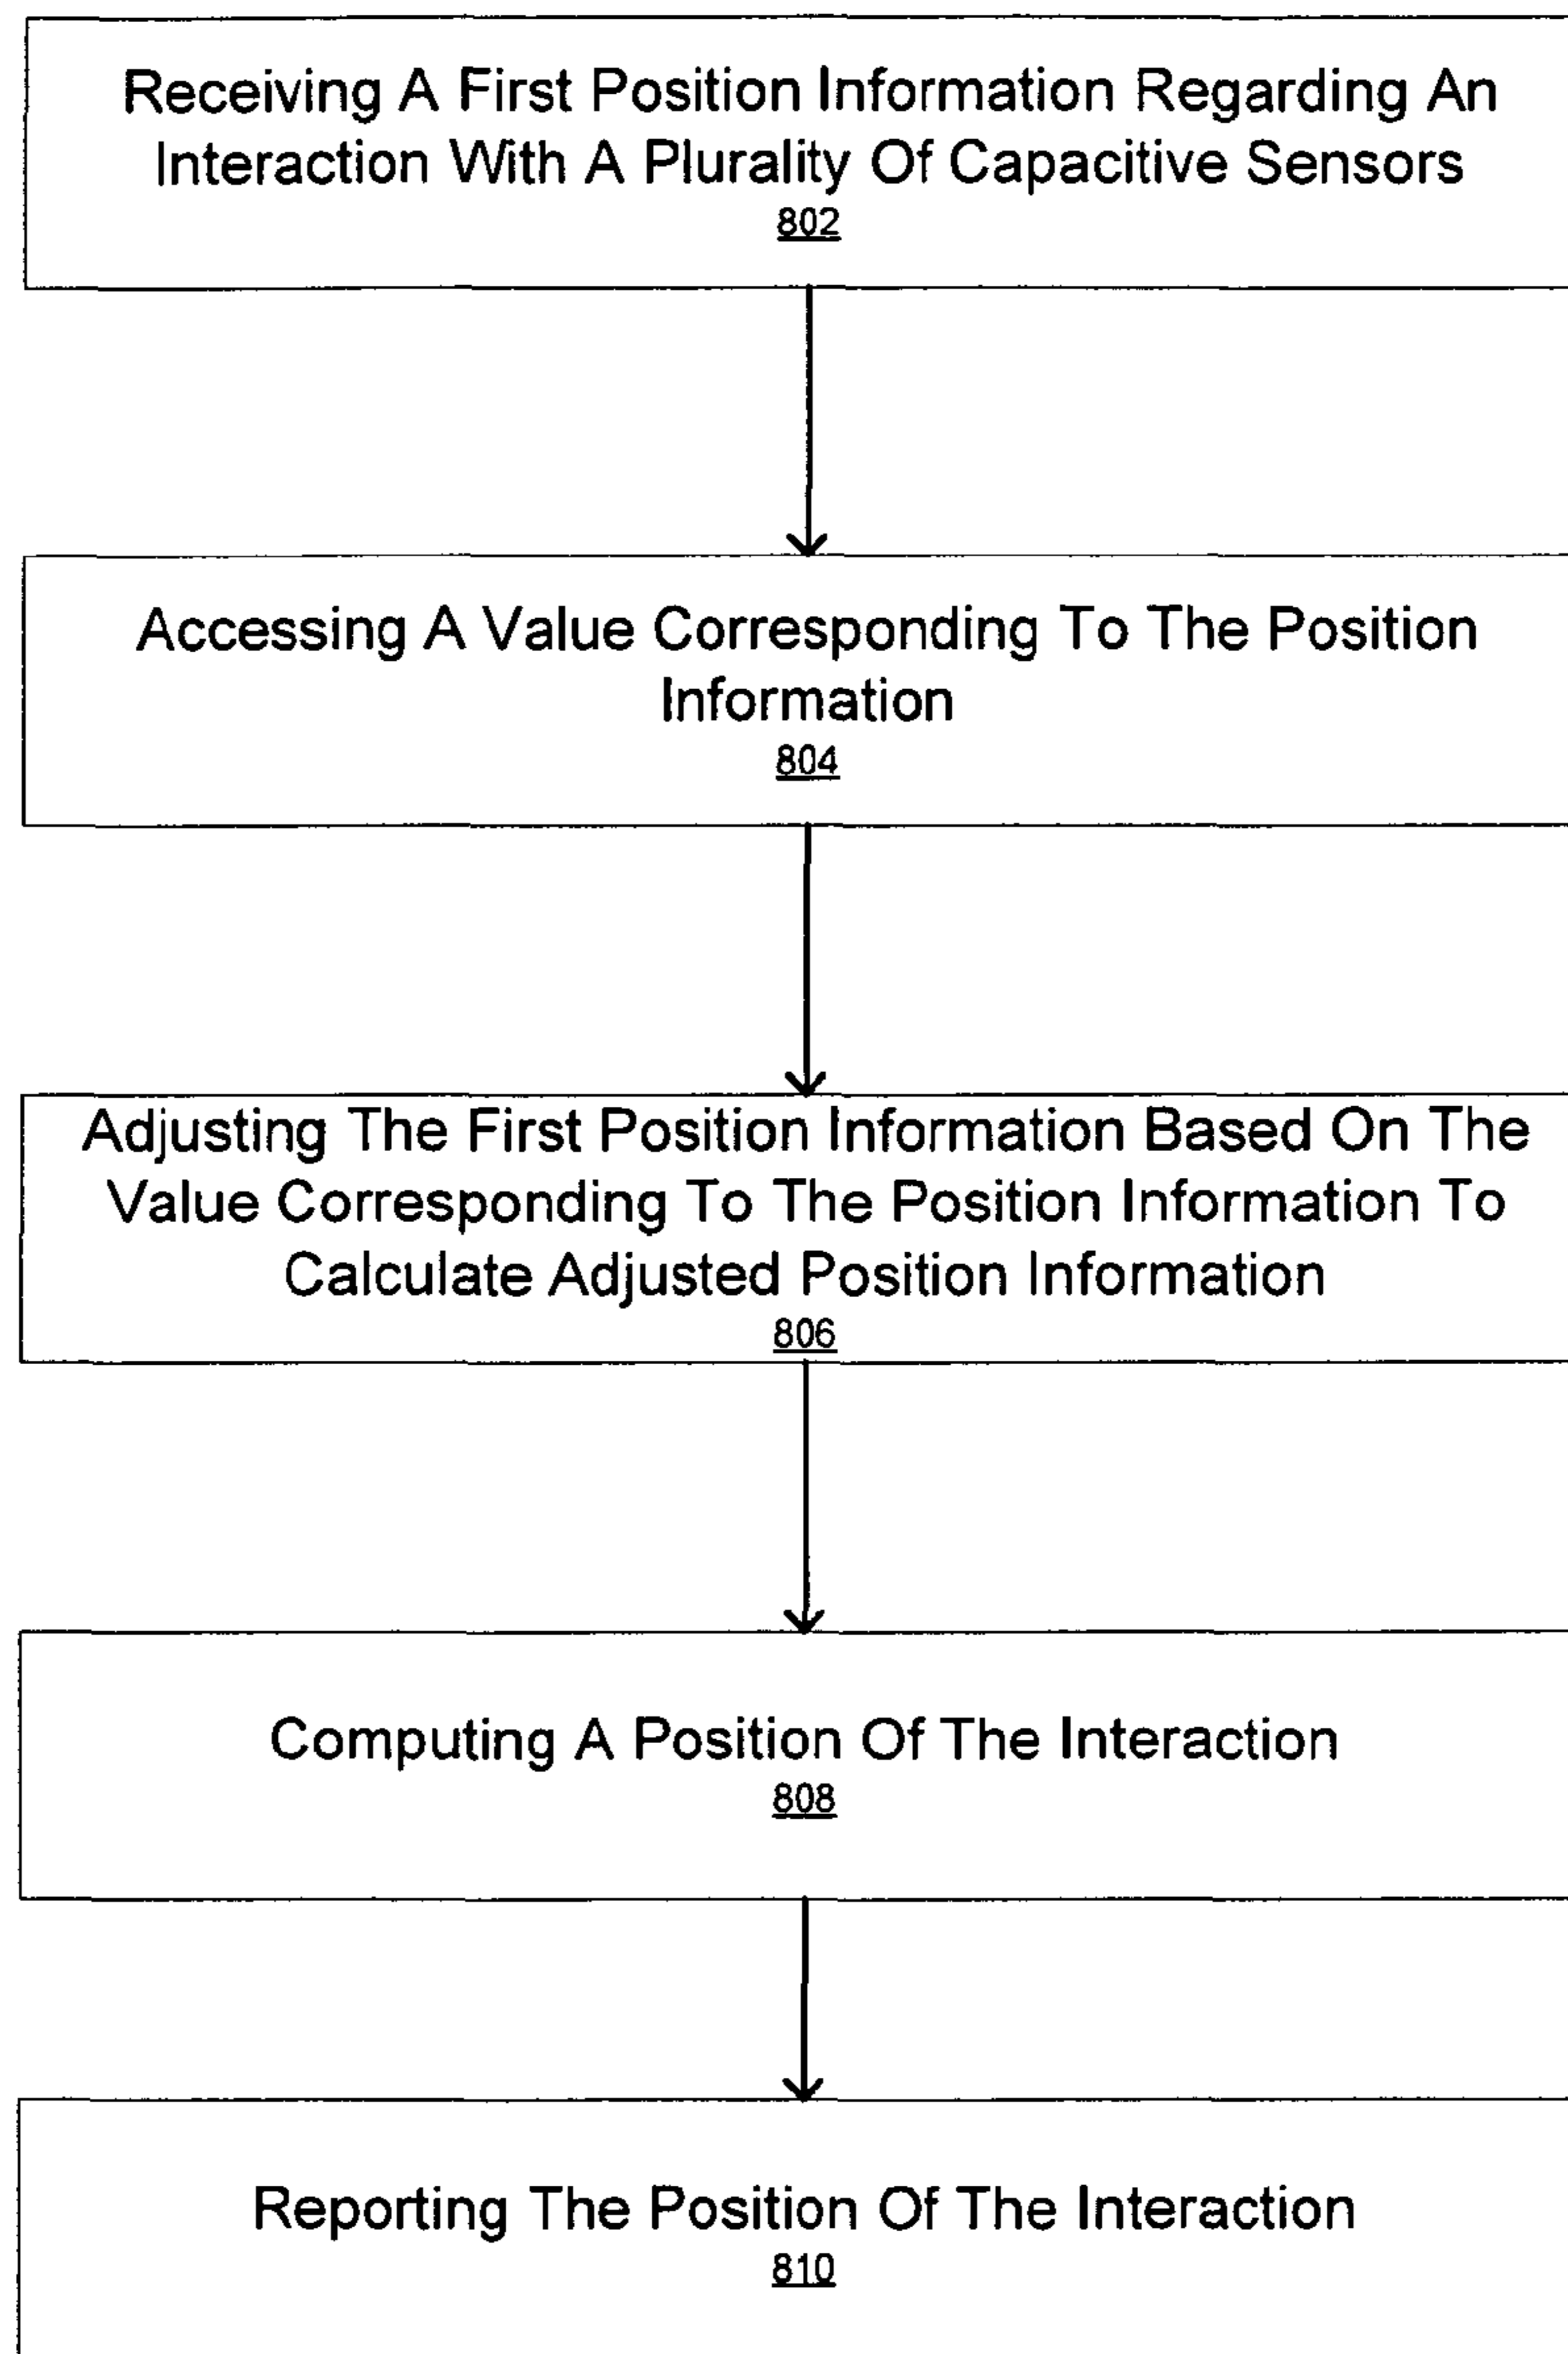 Receiving A First Position Information Regarding An
Interaction With A Plurality Of Capacitive Sensors
802
Accessing A Value Corresponding To The Position
Information
804
Adjusting The First Position Information Based On The
Value Corresponding To The Position Information To
Calculate Adjusted Position Information
806
Computing A Position Of The Interaction
808
Reporting The Position Of The Interaction
810